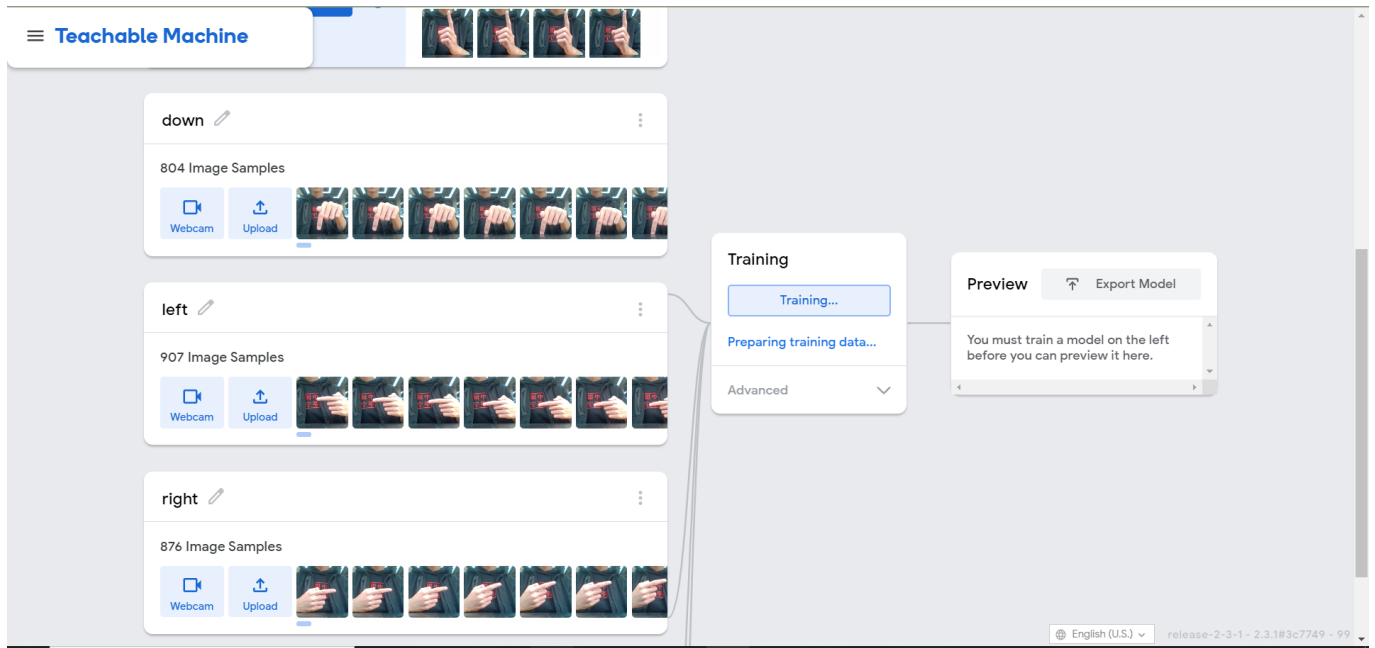 Teachable Machine
down
804 Image Samples
Webcam
Upload
left
907 Image Samples
Webcam
Upload
right
876 Image Samples
Webcam
Upload
Training
Training...
Preparing training data...
Advanced
Preview
Export Model
You must train a model on the left
before you can preview it here.
English (U.S.)
release-2-3-1 - 2.3.1#3c7749 - 99